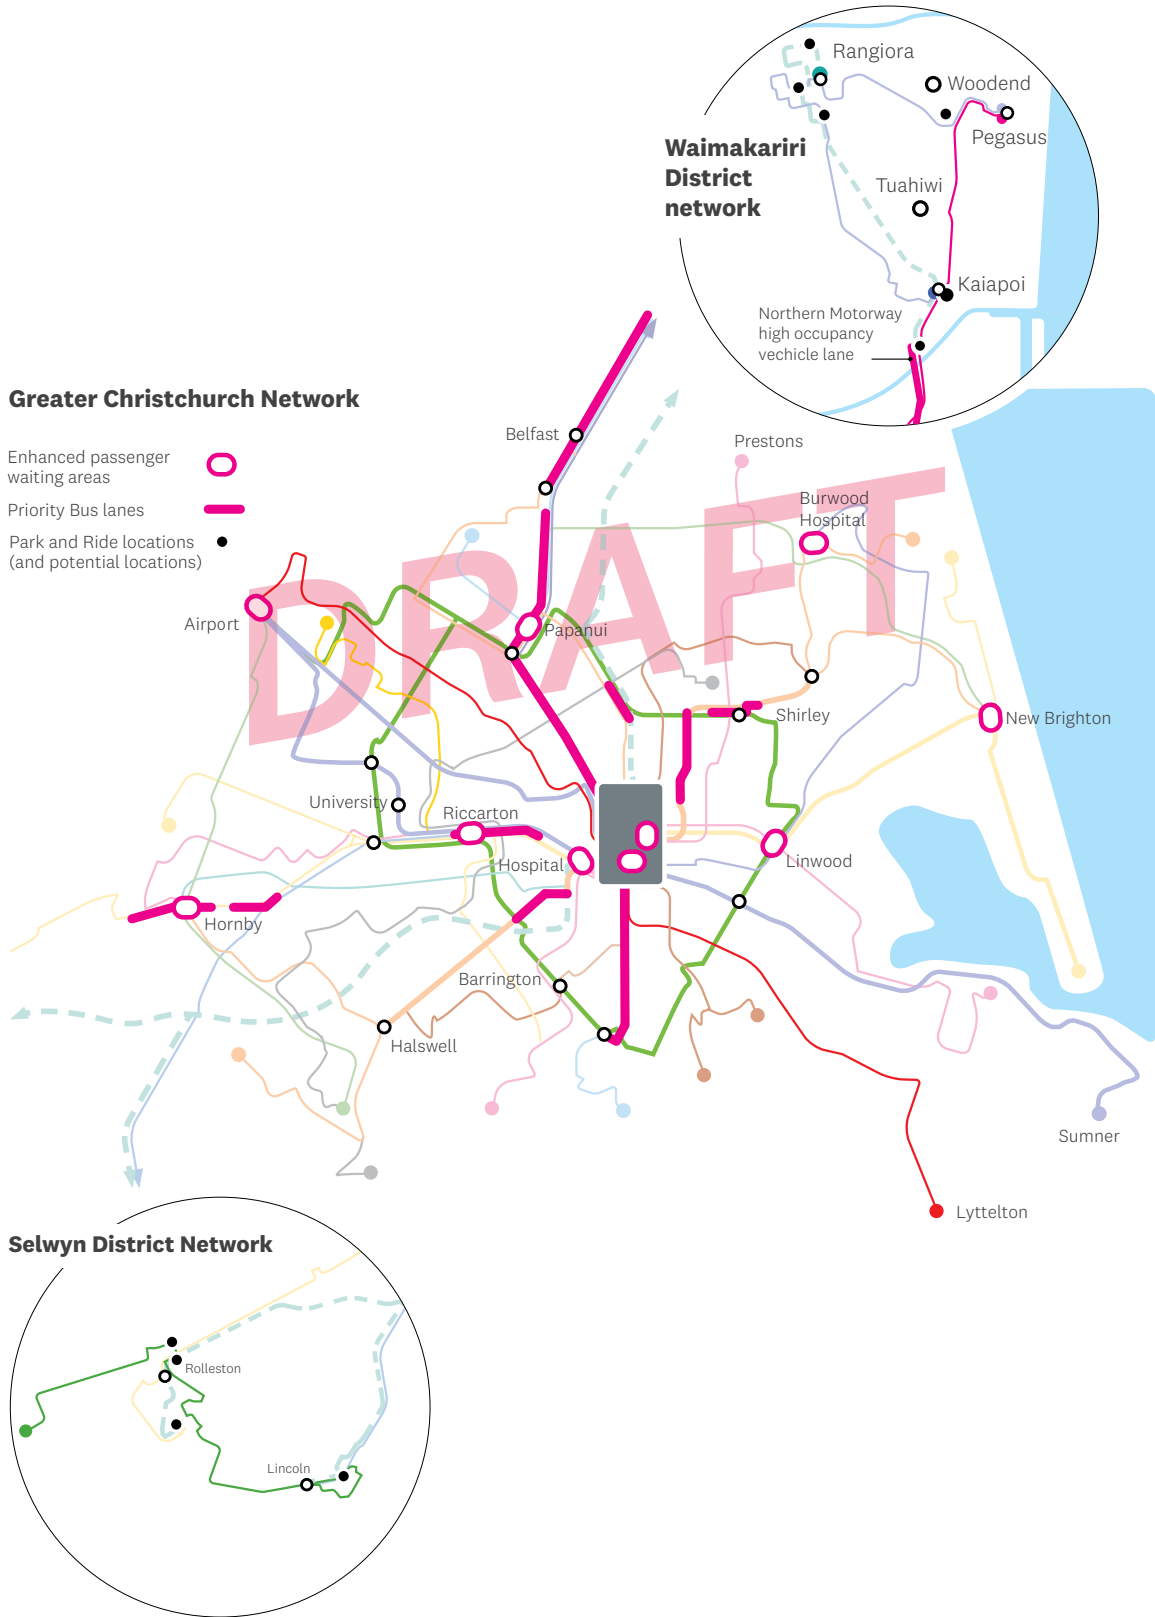 Rangiora
Woodend
Pegasus
Waimakariri
District
network
Tuahiwi
Kaiapoi
Northern Motorway
high occupancy
vechicle lane
Greater Christchurch Network
Enhanced passenger
waiting areas
Priority Bus lanes
Park and Ride locations
(and potential locations)
DRAFT
Belfast
Prestons
Burwood
Hospital
Airport
Papanui
Shirley
New Brighton
University
Riccarton
Hospital
Linwood
Hornby
Barrington
Halswell
Sumner
Lyttelton
Selwyn District Network
Rolleston
Lincoln